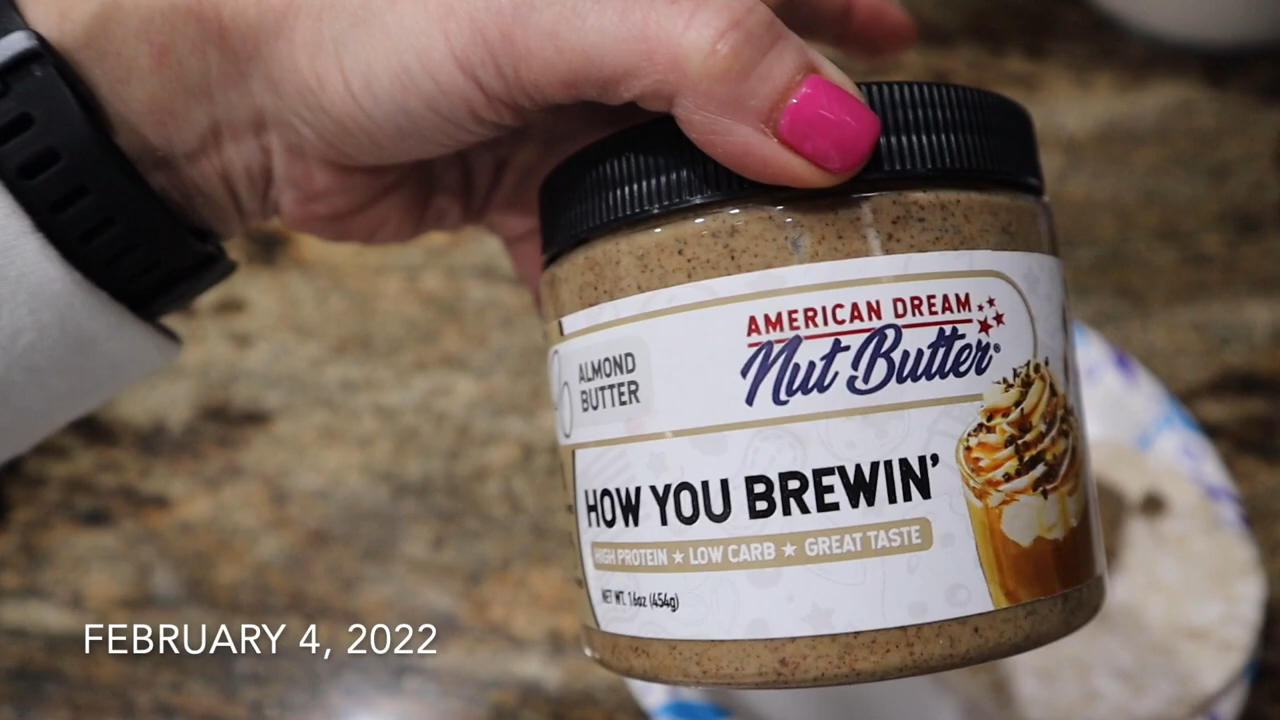 AMERICAN DREAM
Nut Butter®
ALMOND
BUTTER
HOW YOU BREWIN'
HIGH PROTEIN ★ LOW CARB ★ GREAT TASTE
NET WT. 16oz (454g)
FEBRUARY 4, 2022